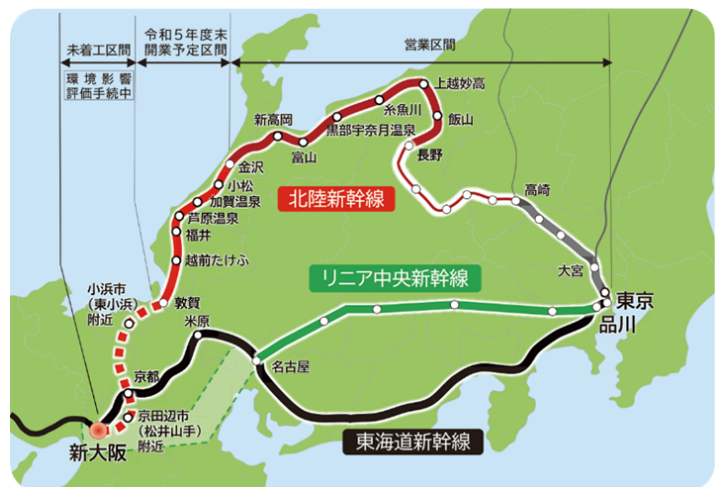 未着工区間
環境影響
評価手続中
令和5年度末
開業予定区間
営業区間
上越妙高
糸魚川
飯山
新高岡
黒部宇奈月温泉
富山
長野
金沢
小松
高崎
加賀温泉
北陸新幹線
芦原温泉
福井
越前たけふ
大宮
リニア中央新幹線
小浜市
(東小浜)
附近
敦賀
東京
品川
米原
名古屋
京都
京田辺市
(松井山手)
附近
東海道新幹線
新大阪